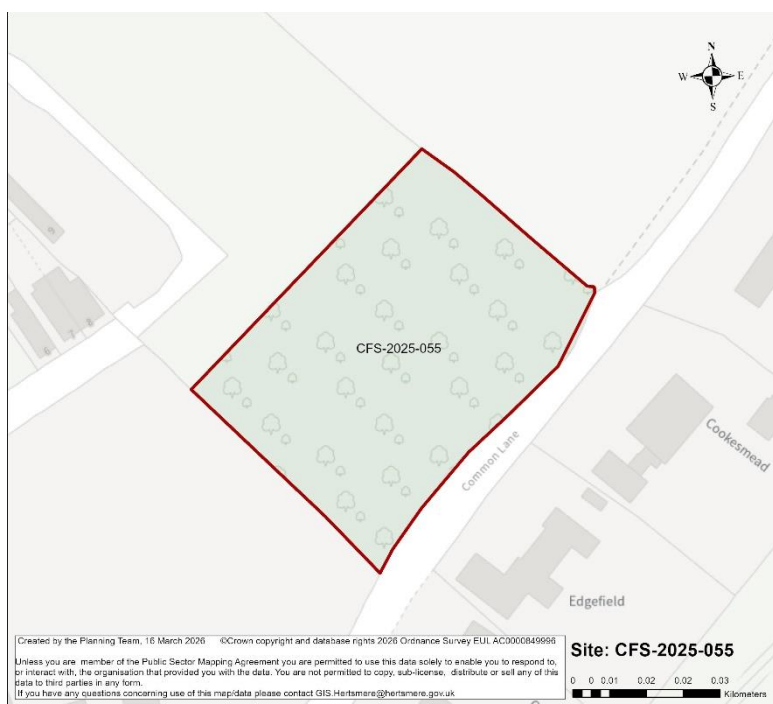 N
W E
S
5
6
7
8
CFS-2025-055
Common Lane
Cookesmead
Edgefield
Created by the Planning Team, 16 March 2026 ©Crown copyright and database rights 2026 Ordnance Survey EUL AC0000849996
Unless you are member of the Public Sector Mapping Agreement you are permitted to use this data solely to enable you to respond to,
or interact with, the organisation that provided you with the data. You are not permitted to copy, sub-license, distribute or sell any of this
data to third parties in any form.
If you have any questions concerning use of this map/data please contact GIS.Hertsmere@hertsmere.gov.uk
Site: CFS-2025-055
0 0 0.01 0.02 0.02 0.03
Kilometers